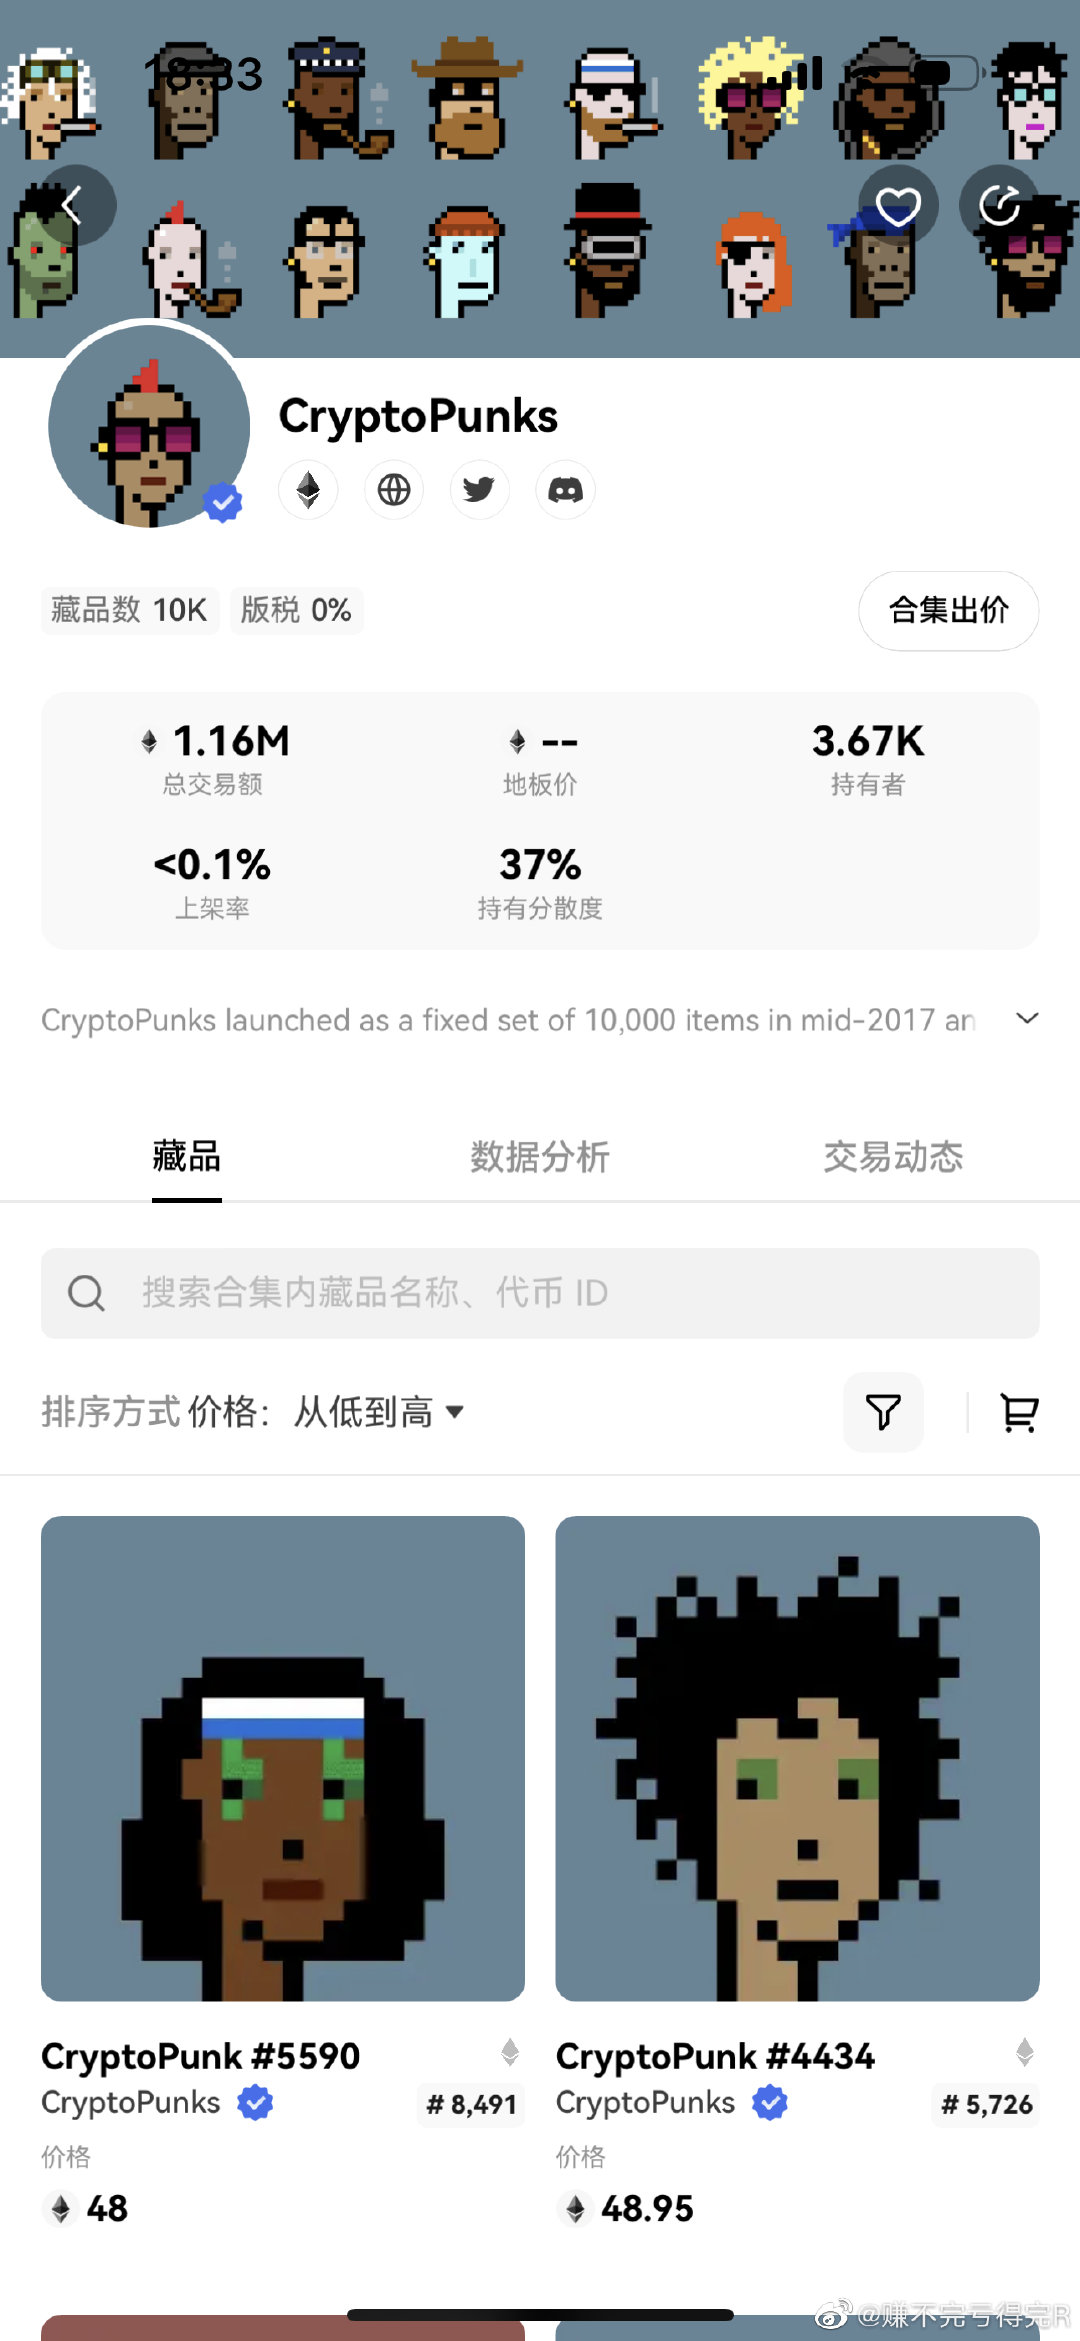 18:33
CryptoPunks
藏品数 10K 版税 0%
合集出价
1.16M -- 3.67K
总交易额 地板价 持有者
<0.1% 37%
上架率 持有分散度
CryptoPunks launched as a fixed set of 10,000 items in mid-2017 an
藏品 数据分析 交易动态
搜索合集内藏品名称、代币 ID
排序方式 价格：从低到高
CryptoPunk #5590
CryptoPunks # 8,491
价格
48
CryptoPunk #4434
CryptoPunks # 5,726
价格
48.95
@赚不完亏得完R